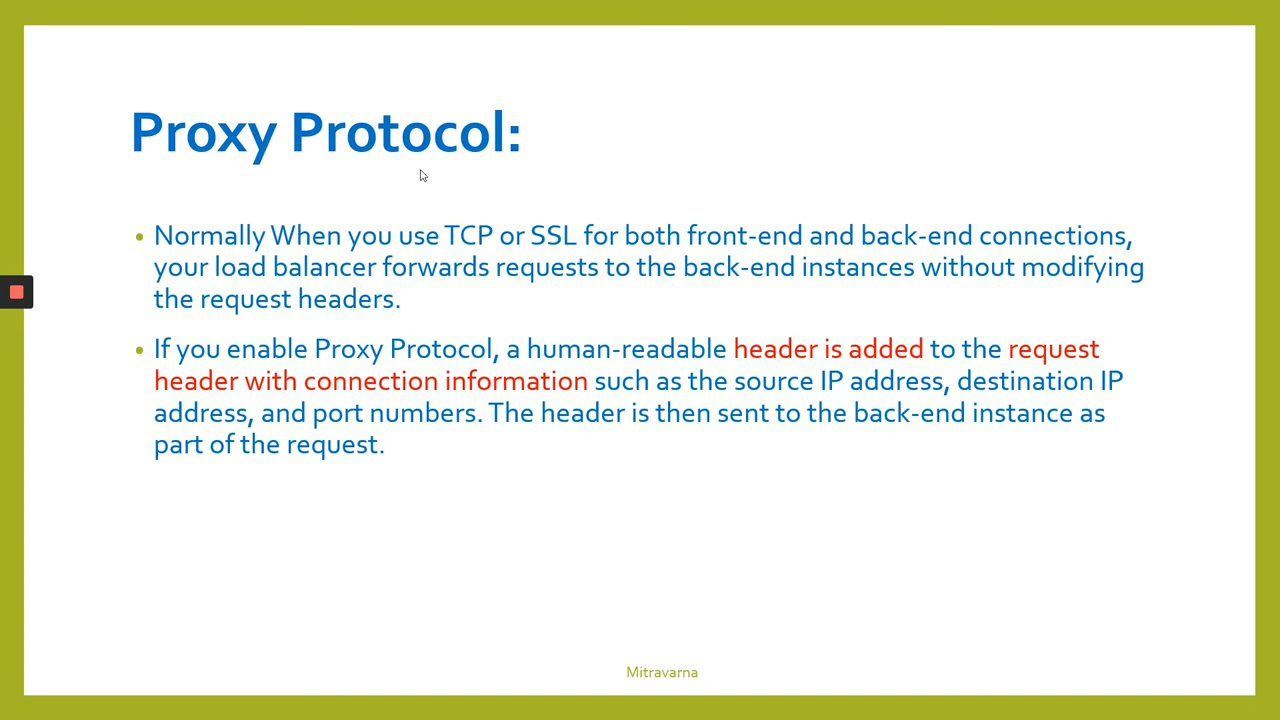 Proxy Protocol:
• Normally When you use TCP or SSL for both front-end and back-end connections,
your load balancer forwards requests to the back-end instances without modifying
the request headers.
• If you enable Proxy Protocol, a human-readable header is added to the request
header with connection information such as the source IP address, destination IP
address, and port numbers. The header is then sent to the back-end instance as
part of the request.
Mitravarna